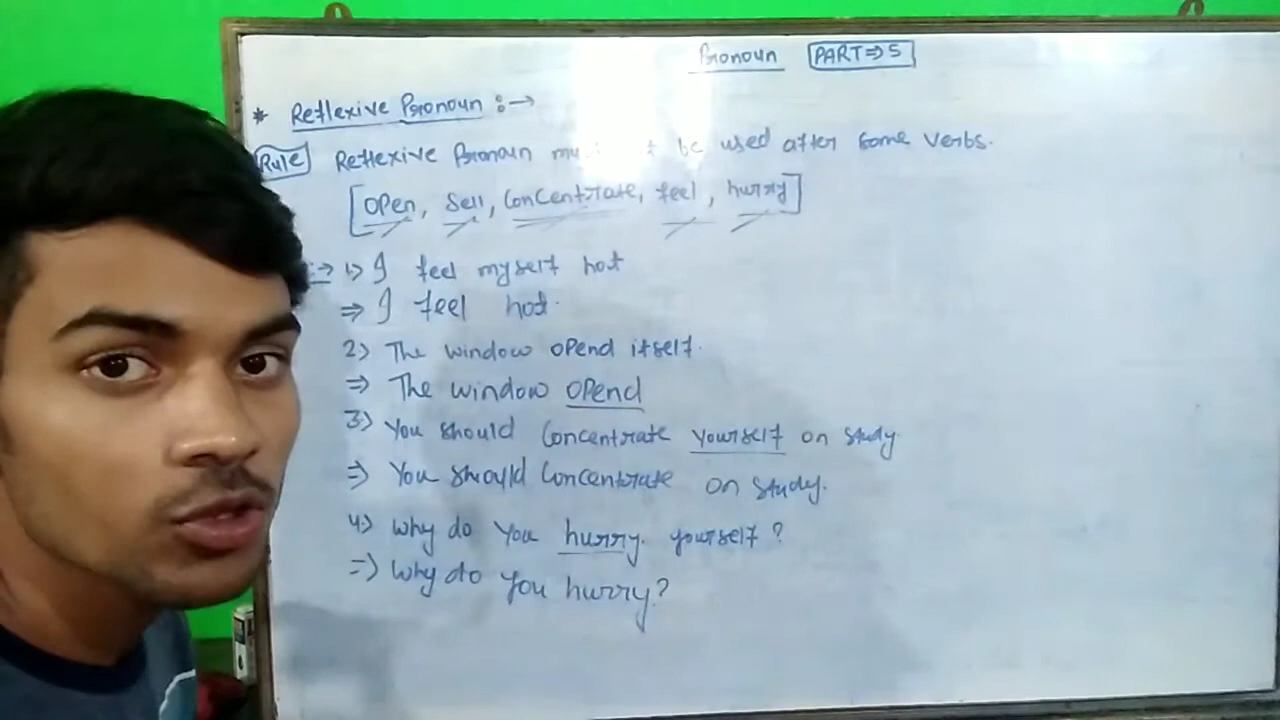 Pronoun PART⇒5
* Reflexive Pronoun :→
Rule Reflexive Pronoun be used after some verbs.
[Open, Sell, Concentrate, feel, hurry]
:→ 1) I feel myself hot
⇒ I feel hot.
2) The window opend itself.
⇒ The window opend
3) You should Concentrate yourself on study
⇒ You should Concentrate on study.
4) Why do you hurry. yourself?
⇒) Why do you hurry?